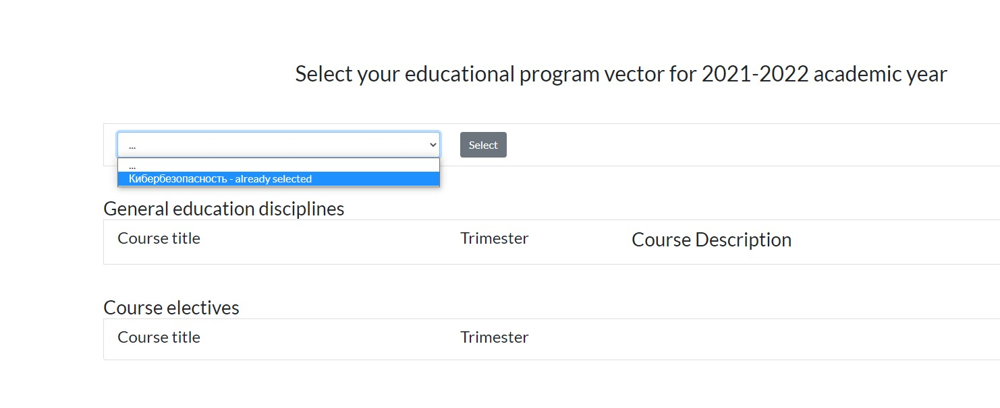 Select your educational program vector for 2021-2022 academic year
...
Select
...
Кибербезопасность - already selected
General education disciplines
Course title Trimester Course Description
Course electives
Course title Trimester